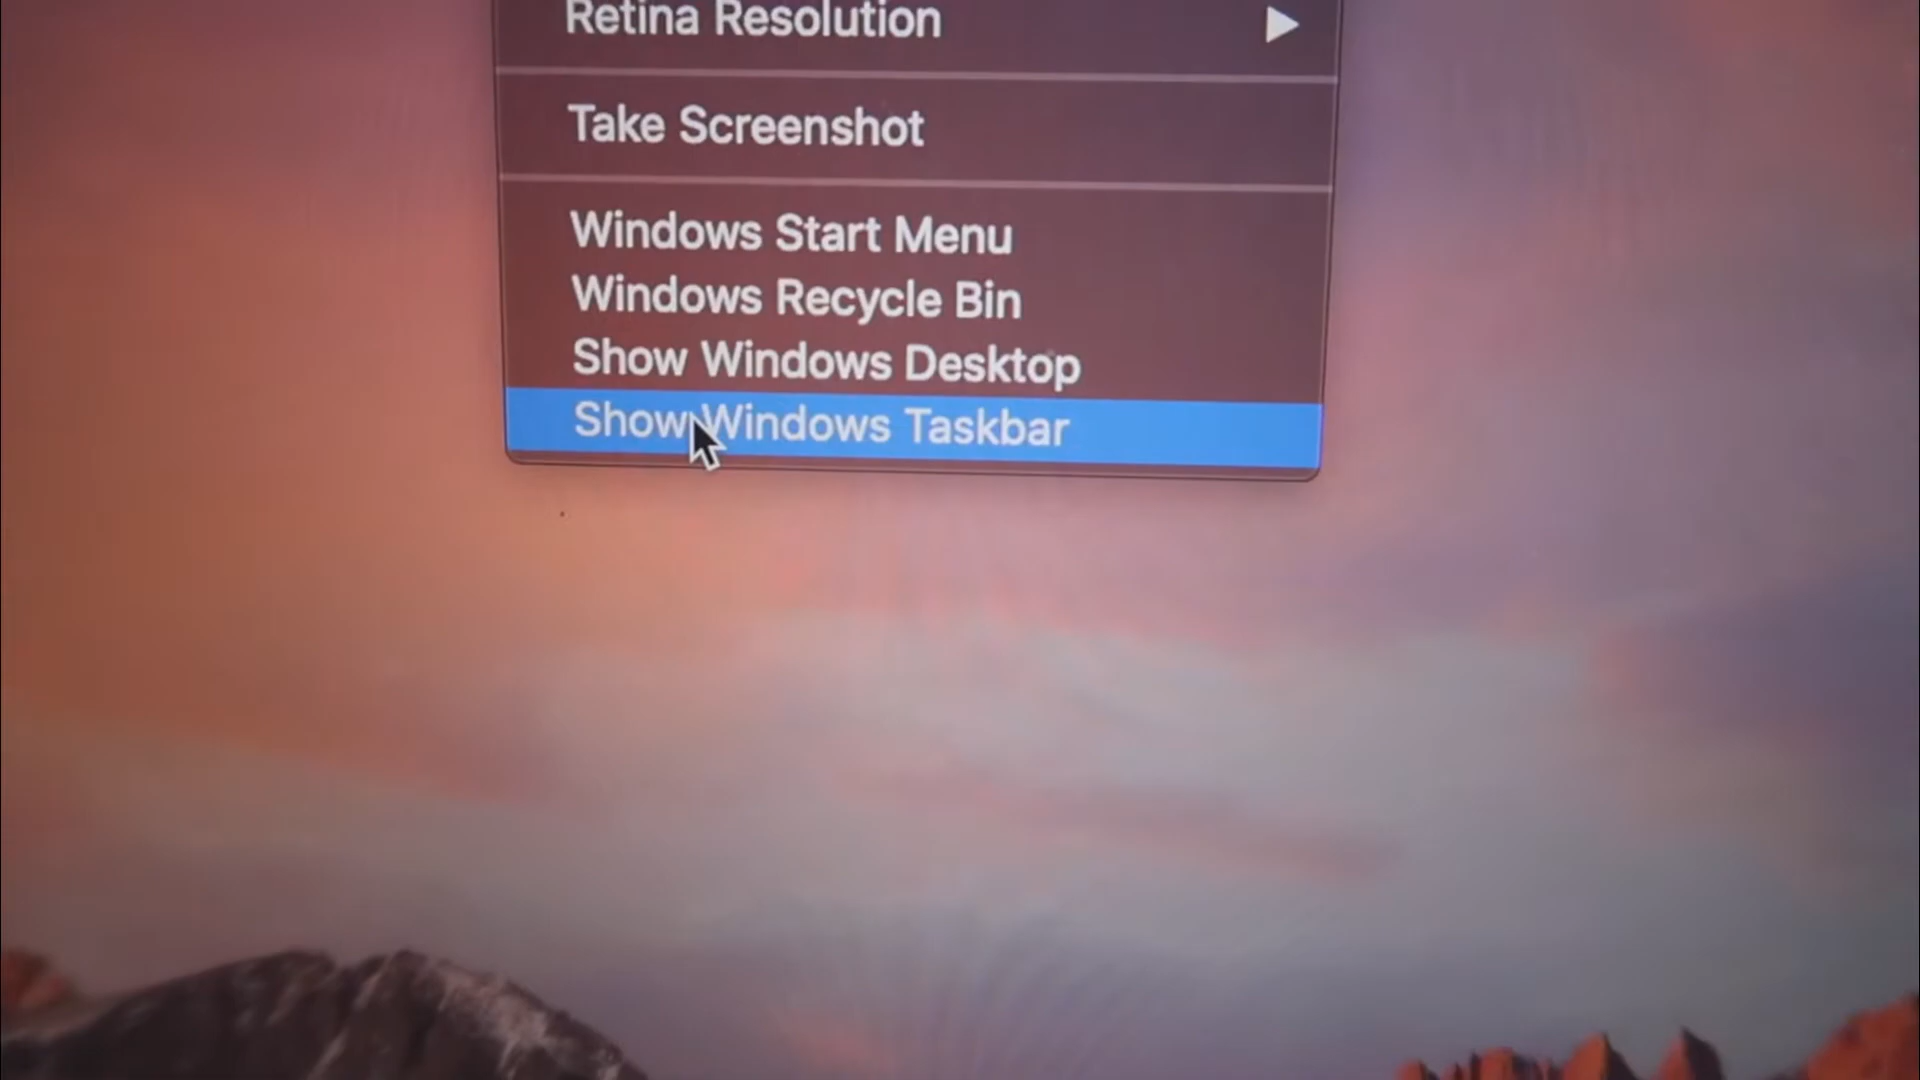 Retina Resolution
Take Screenshot
Windows Start Menu
Windows Recycle Bin
Show Windows Desktop
Show Windows Taskbar